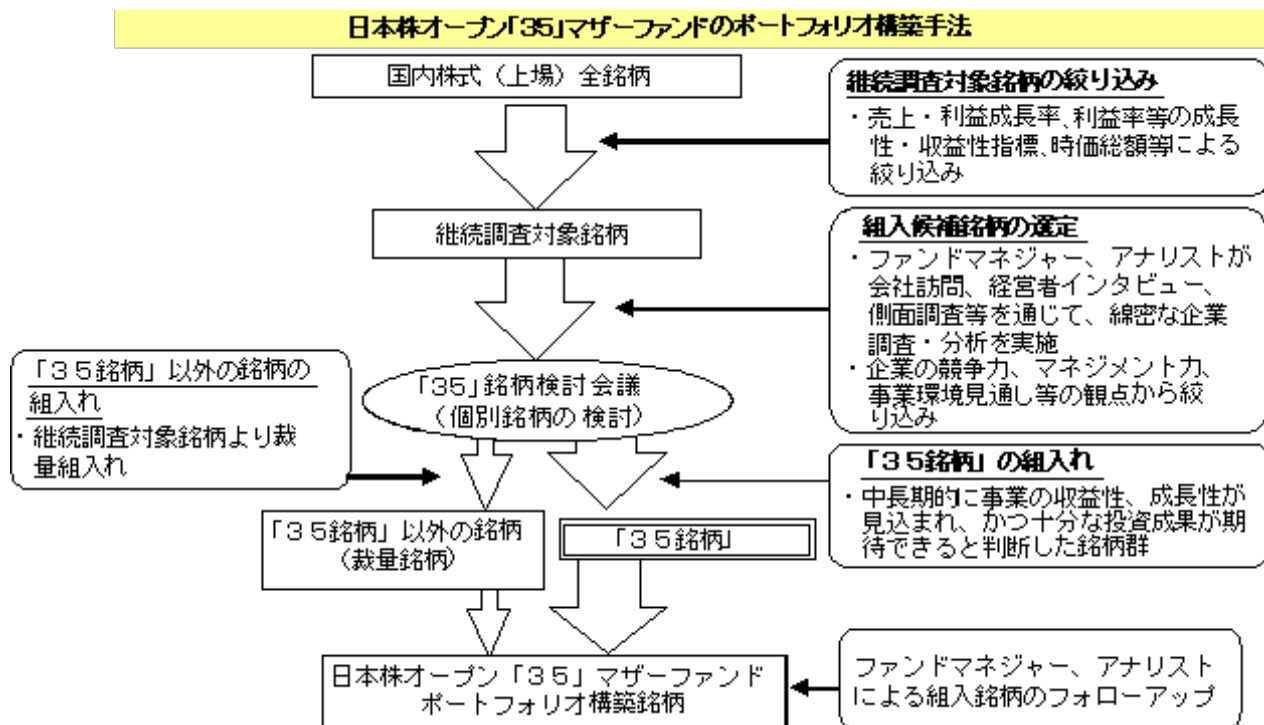 日本株オープン「35」マザーファンドのポートフォリオ構築手法
国内株式（上場）全銘柄
継続調査対象銘柄の絞り込み
・売上・利益成長率、利益率等の成長
性・収益性指標、時価総額等による
絞り込み
継続調査対象銘柄
組入候補銘柄の選定
・ファンドマネジャー、アナリストが
会社訪問、経営者インタビュー、
側面調査等を通じて、綿密な企業
調査・分析を実施
・企業の競争力、マネジメント力、
事業環境見通し等の観点から絞
り込み
「３５銘柄」以外の銘柄の
組入れ
・継続調査対象銘柄より裁
量組入れ
「35」銘柄検討会議
（個別銘柄の検討）
「３５銘柄」の組入れ
・中長期的に事業の収益性、成長性が
見込まれ、かつ十分な投資成果が期
待できると判断した銘柄群
「３５銘柄」以外の銘柄
（裁量銘柄）
「３５銘柄」
日本株オープン「３５」マザーファンド
ポートフォリオ構築銘柄
ファンドマネジャー、アナリスト
による組入銘柄のフォローアップ